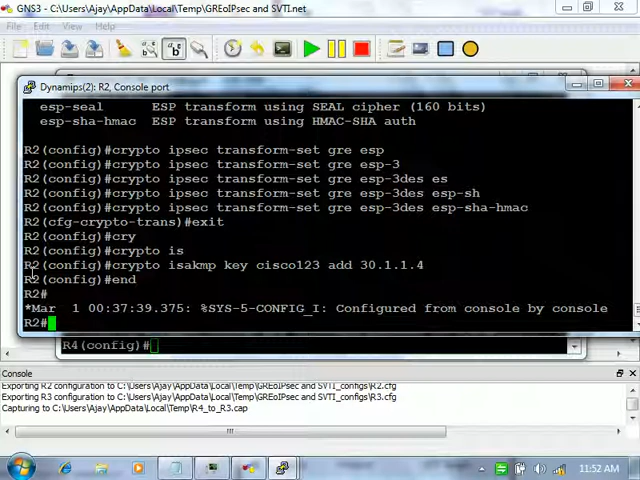 GNS3 - C:\Users\Ajay\AppData\Local\Temp\GREoIPsec and SVTI.net
File Edit View
Dynamips(2): R2, Console port
esp-seal ESP transform using SEAL cipher (160 bits)
esp-sha-hmac ESP transform using HMAC-SHA auth
R2(config)#crypto ipsec transform-set gre esp
R2(config)#crypto ipsec transform-set gre esp-3
R2(config)#crypto ipsec transform-set gre esp-3des es
R2(config)#crypto ipsec transform-set gre esp-3des esp-sh
R2(config)#crypto ipsec transform-set gre esp-3des esp-sha-hmac
R2(cfg-crypto-trans)#exit
R2(config)#cry
R2(config)#crypto is
R2(config)#crypto isakmp key cisco123 add 30.1.1.4
R2(config)#end
R2#
*Mar 1 00:37:39.375: %SYS-5-CONFIG_I: Configured from console by console
R2#
R4(config)#
Console
Exporting R2 configuration to C:\Users\Ajay\AppData\Local\Temp\GREoIPsec and SVTI_configs\R2.cfg
Exporting R3 configuration to C:\Users\Ajay\AppData\Local\Temp\GREoIPsec and SVTI_configs\R3.cfg
Capturing to C:\Users\Ajay\AppData\Local\Temp\R4_to_R3.cap
11:52 AM